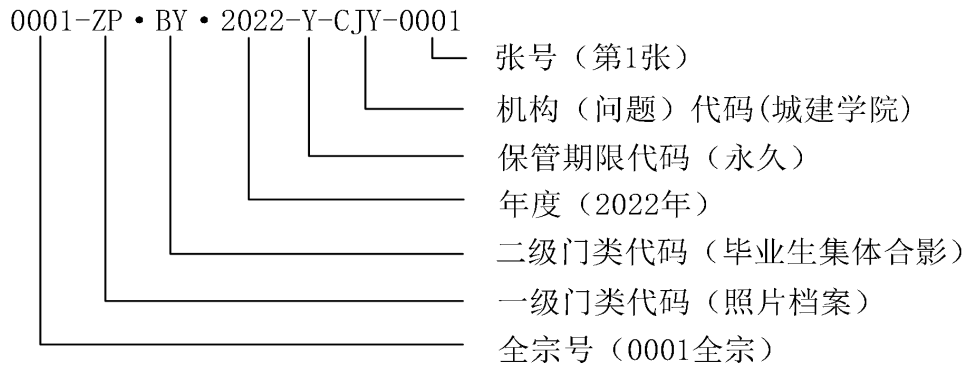 0001-ZP·BY·2022-Y-CJY-0001
张号（第1张）
机构（问题）代码(城建学院)
保管期限代码（永久）
年度（2022年）
二级门类代码（毕业生集体合影）
一级门类代码（照片档案）
全宗号（0001全宗）